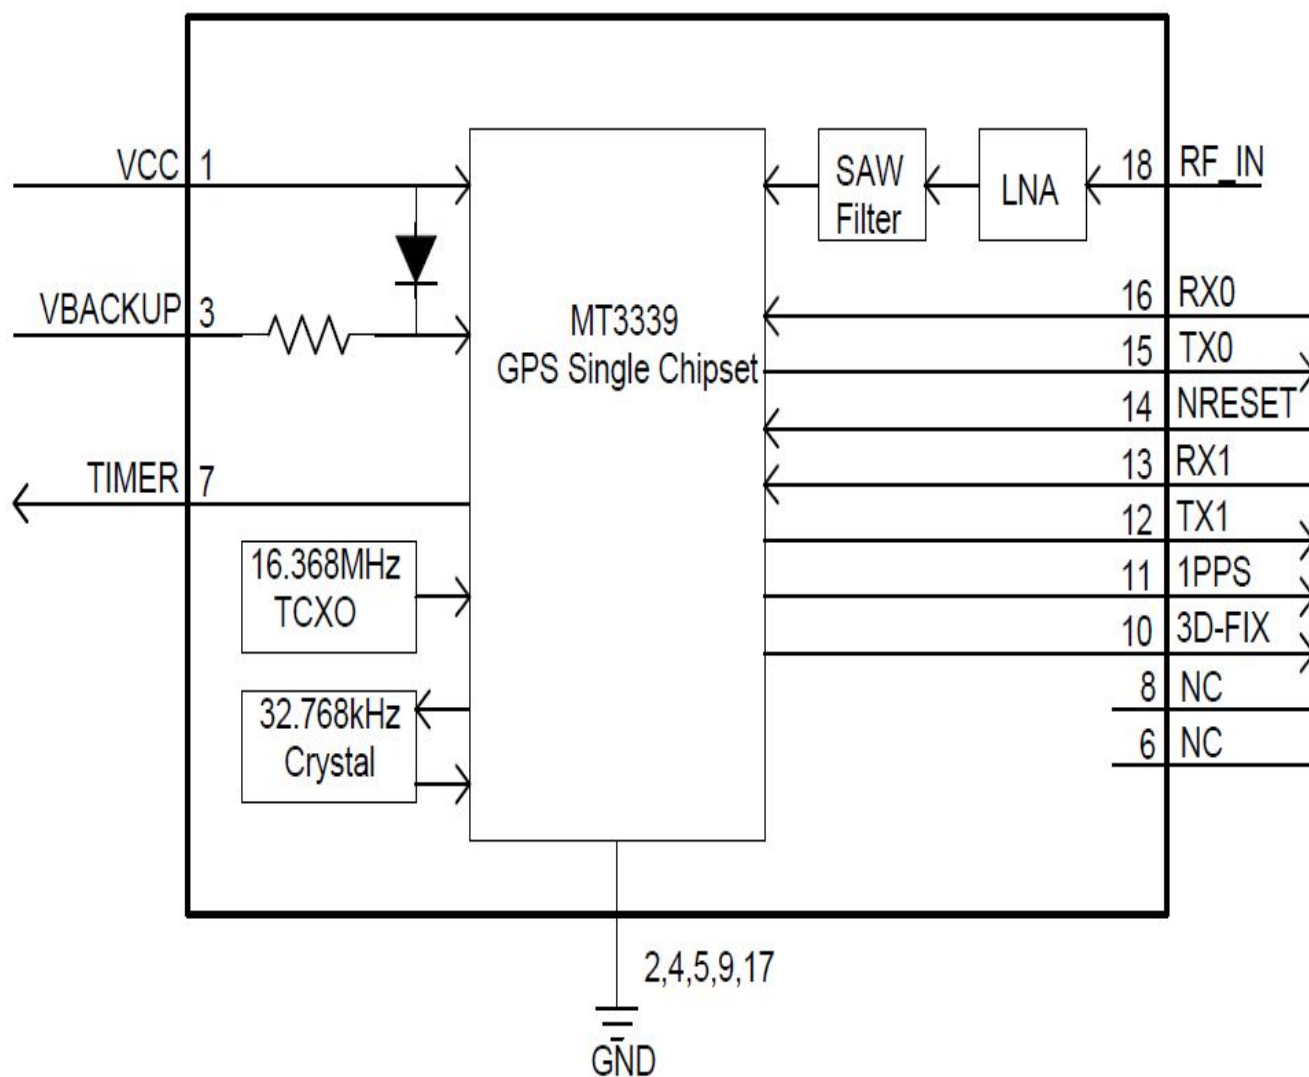 VCC 1
SAW
Filter
LNA
18 RF_IN
VBACKUP 3
MT3339
GPS Single Chipset
16 RX0
15 TX0
14 NRESET
13 RX1
TIMER 7
12 TX1
16.368MHz
TCXO
11 1PPS
10 3D-FIX
32.768kHz
Crystal
8 NC
6 NC
2,4,5,9,17
GND